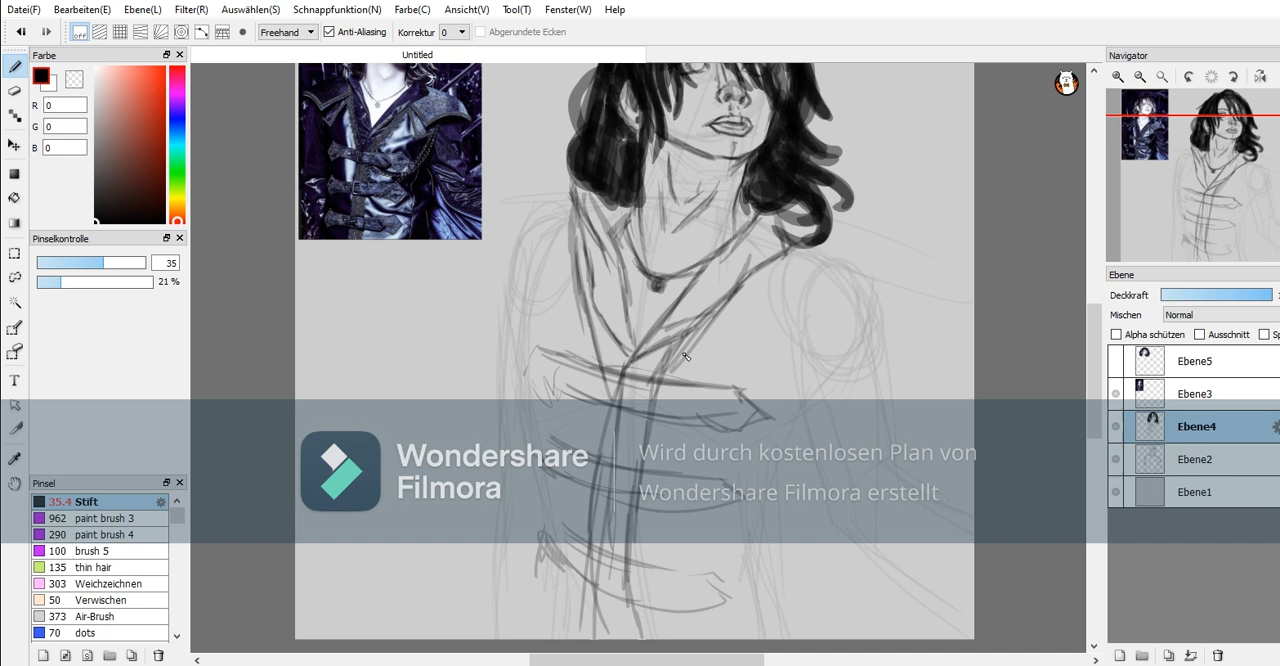 Datei(F) Bearbeiten(E) Ebene(L) Filter(R) Auswählen(S) Schnappfunktion(N) Farbe(C) Ansicht(V) Tool(T) Fenster(W) Help
off Freehand Anti-Aliasing Korrektur 0 Abgerundete Ecken
Farbe
Untitled
Navigator
R 0
G 0
B 0
Pinselkontrolle
35
21 %
Ebene
Deckkraft
Mischen Normal
Alpha schützen Ausschnitt
Ebene5
Ebene3
Ebene4
Ebene2
Ebene1
Wondershare
Filmora
Wird durch kostenlosen Plan von
Wondershare Filmora erstellt
Pinsel
35.4 Stift
962 paint brush 3
290 paint brush 4
100 brush 5
135 thin hair
303 Weichzeichnen
50 Verwischen
373 Air-Brush
70 dots